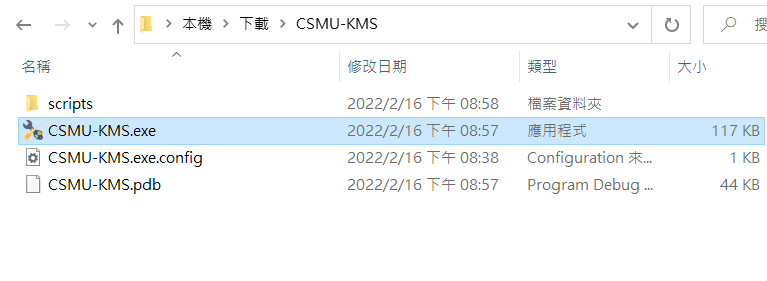 本機 下載 CSMU-KMS
名稱 修改日期 類型 大小
scripts 2022/2/16 下午 08:58 檔案資料夾
CSMU-KMS.exe 2022/2/16 下午 08:57 應用程式 117 KB
CSMU-KMS.exe.config 2022/2/16 下午 08:38 Configuration 來... 1 KB
CSMU-KMS.pdb 2022/2/16 下午 08:57 Program Debug ... 44 KB